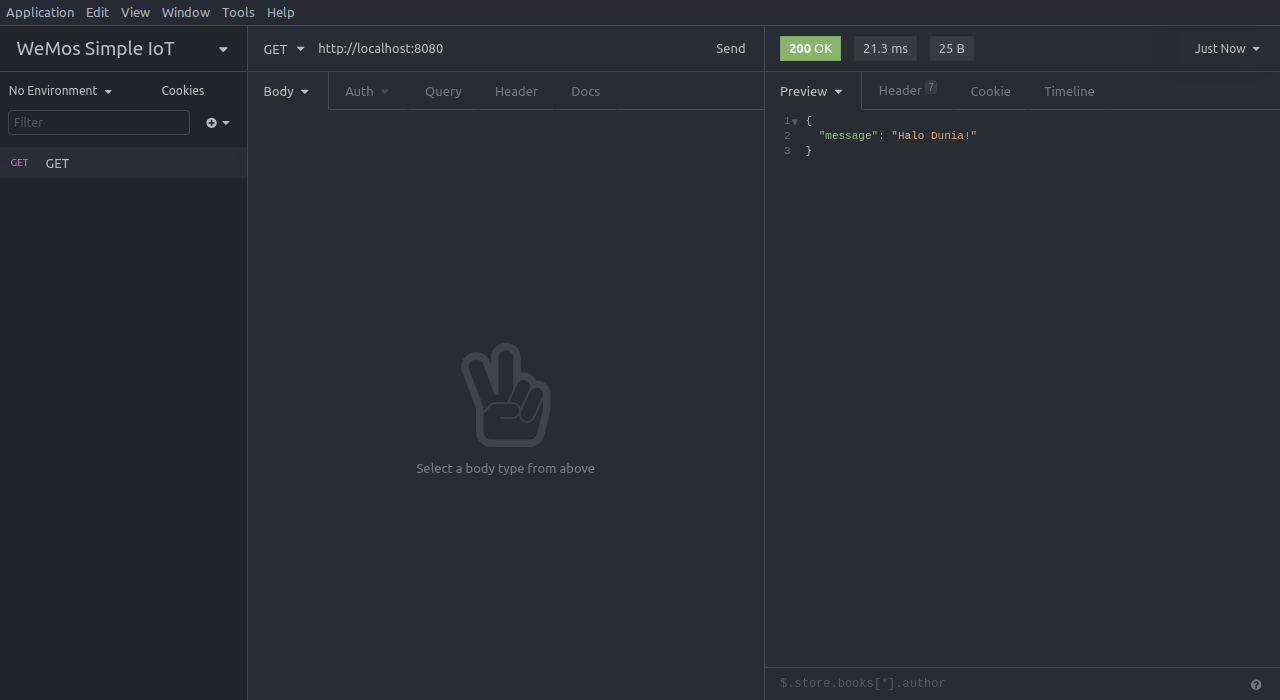 Application Edit View Window Tools Help
WeMos Simple IoT
GET http://localhost:8080 Send
200 OK 21.3 ms 25 B Just Now
No Environment Cookies
Filter
GET GET
Body Auth Query Header Docs
Select a body type from above
Preview Header 7 Cookie Timeline
1 {
2 "message": "Halo Dunia!"
3 }
$.store.books[*].author